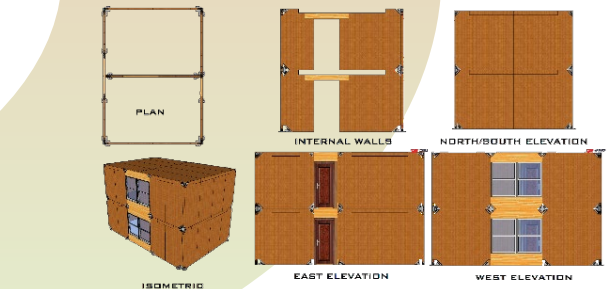 PLAN
INTERNAL WALLS
NORTH/SOUTH ELEVATION
ISOMETRIC
EAST ELEVATION
WEST ELEVATION